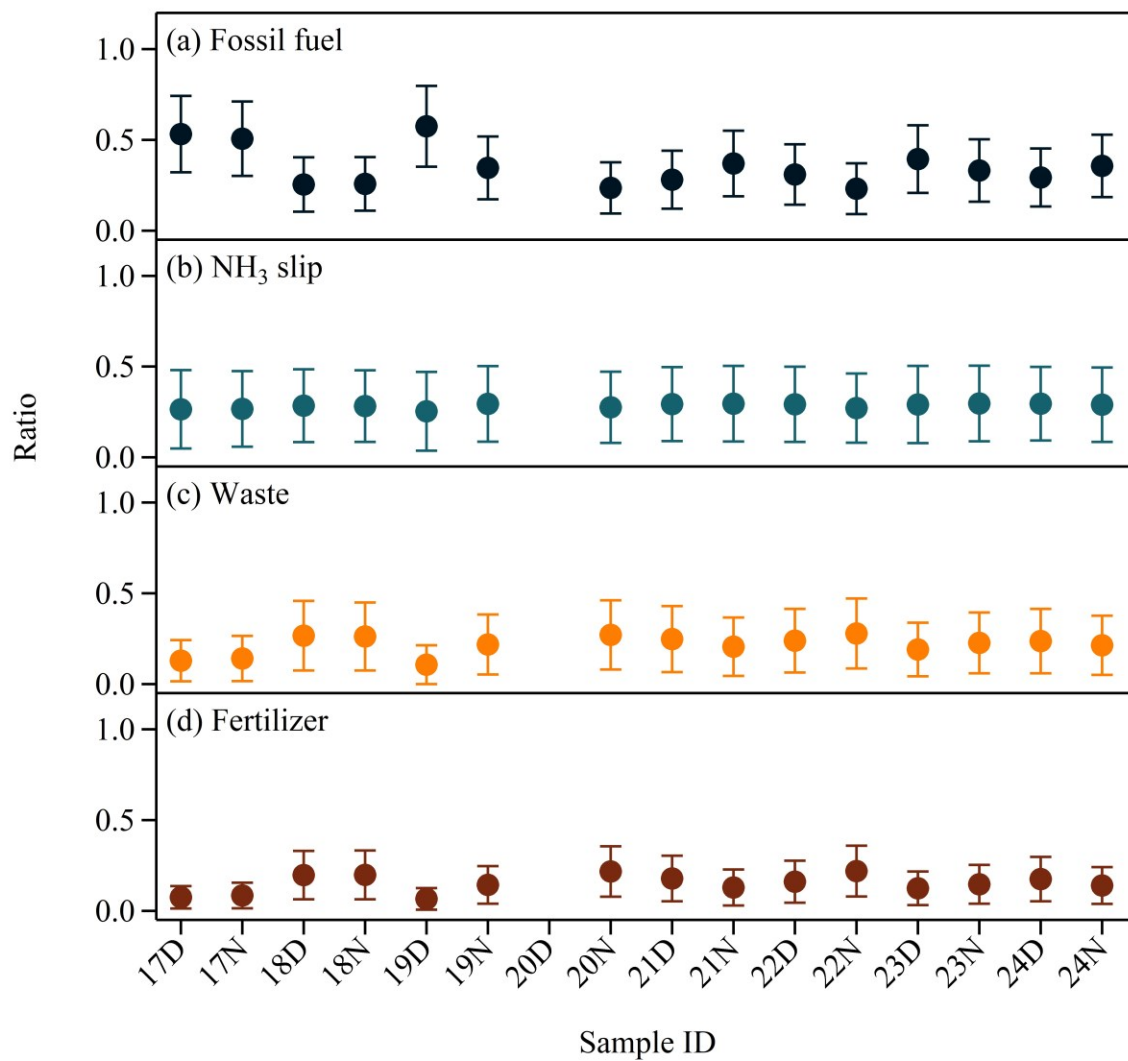 (a) Fossil fuel
1.0
0.5
0.0
(b) NH₃ slip
1.0
0.5
0.0
Ratio
(c) Waste
1.0
0.5
0.0
(d) Fertilizer
1.0
0.5
0.0
17D 17N 18D 18N 19D 19N 20D 20N 21D 21N 22D 22N 23D 23N 24D 24N
Sample ID